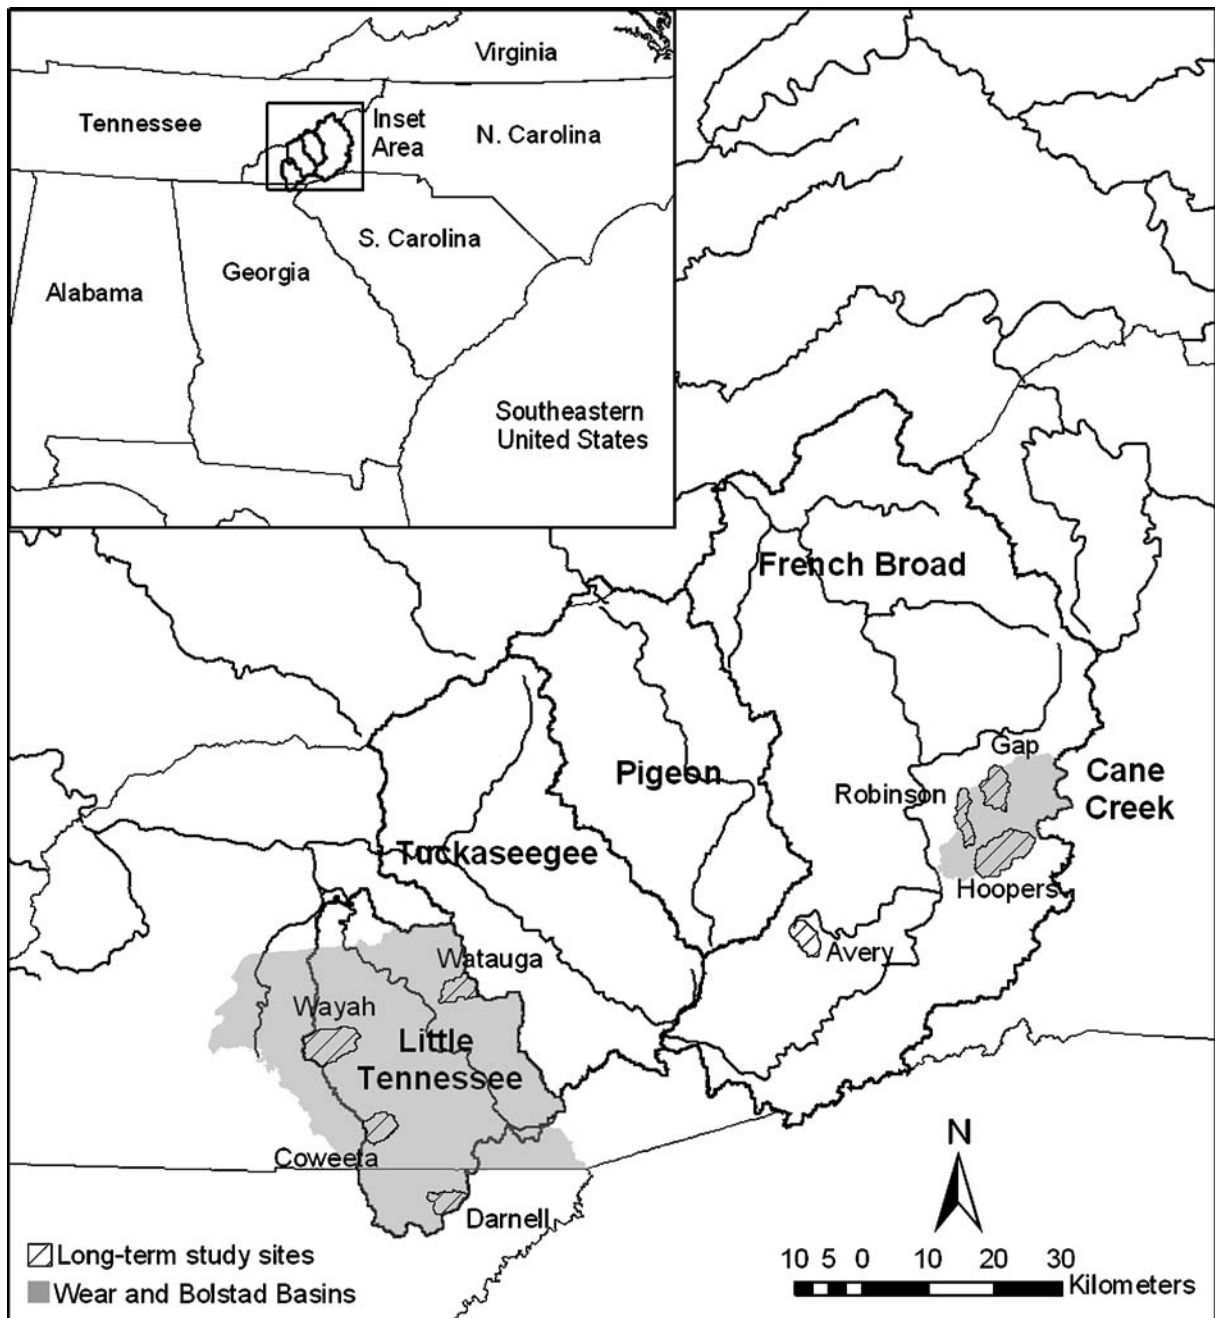 Virginia
Tennessee
Inset
Area
N. Carolina
S. Carolina
Georgia
Alabama
Southeastern
United States
French Broad
Pigeon
Tuckaseegee
Gap
Cane
Creek
Robinson
Hoopers
Avery
Watauga
Wayah
Little
Tennessee
Coweeta
Darnell
N
Long-term study sites
Wear and Bolstad Basins
10 5 0 10 20 30
Kilometers